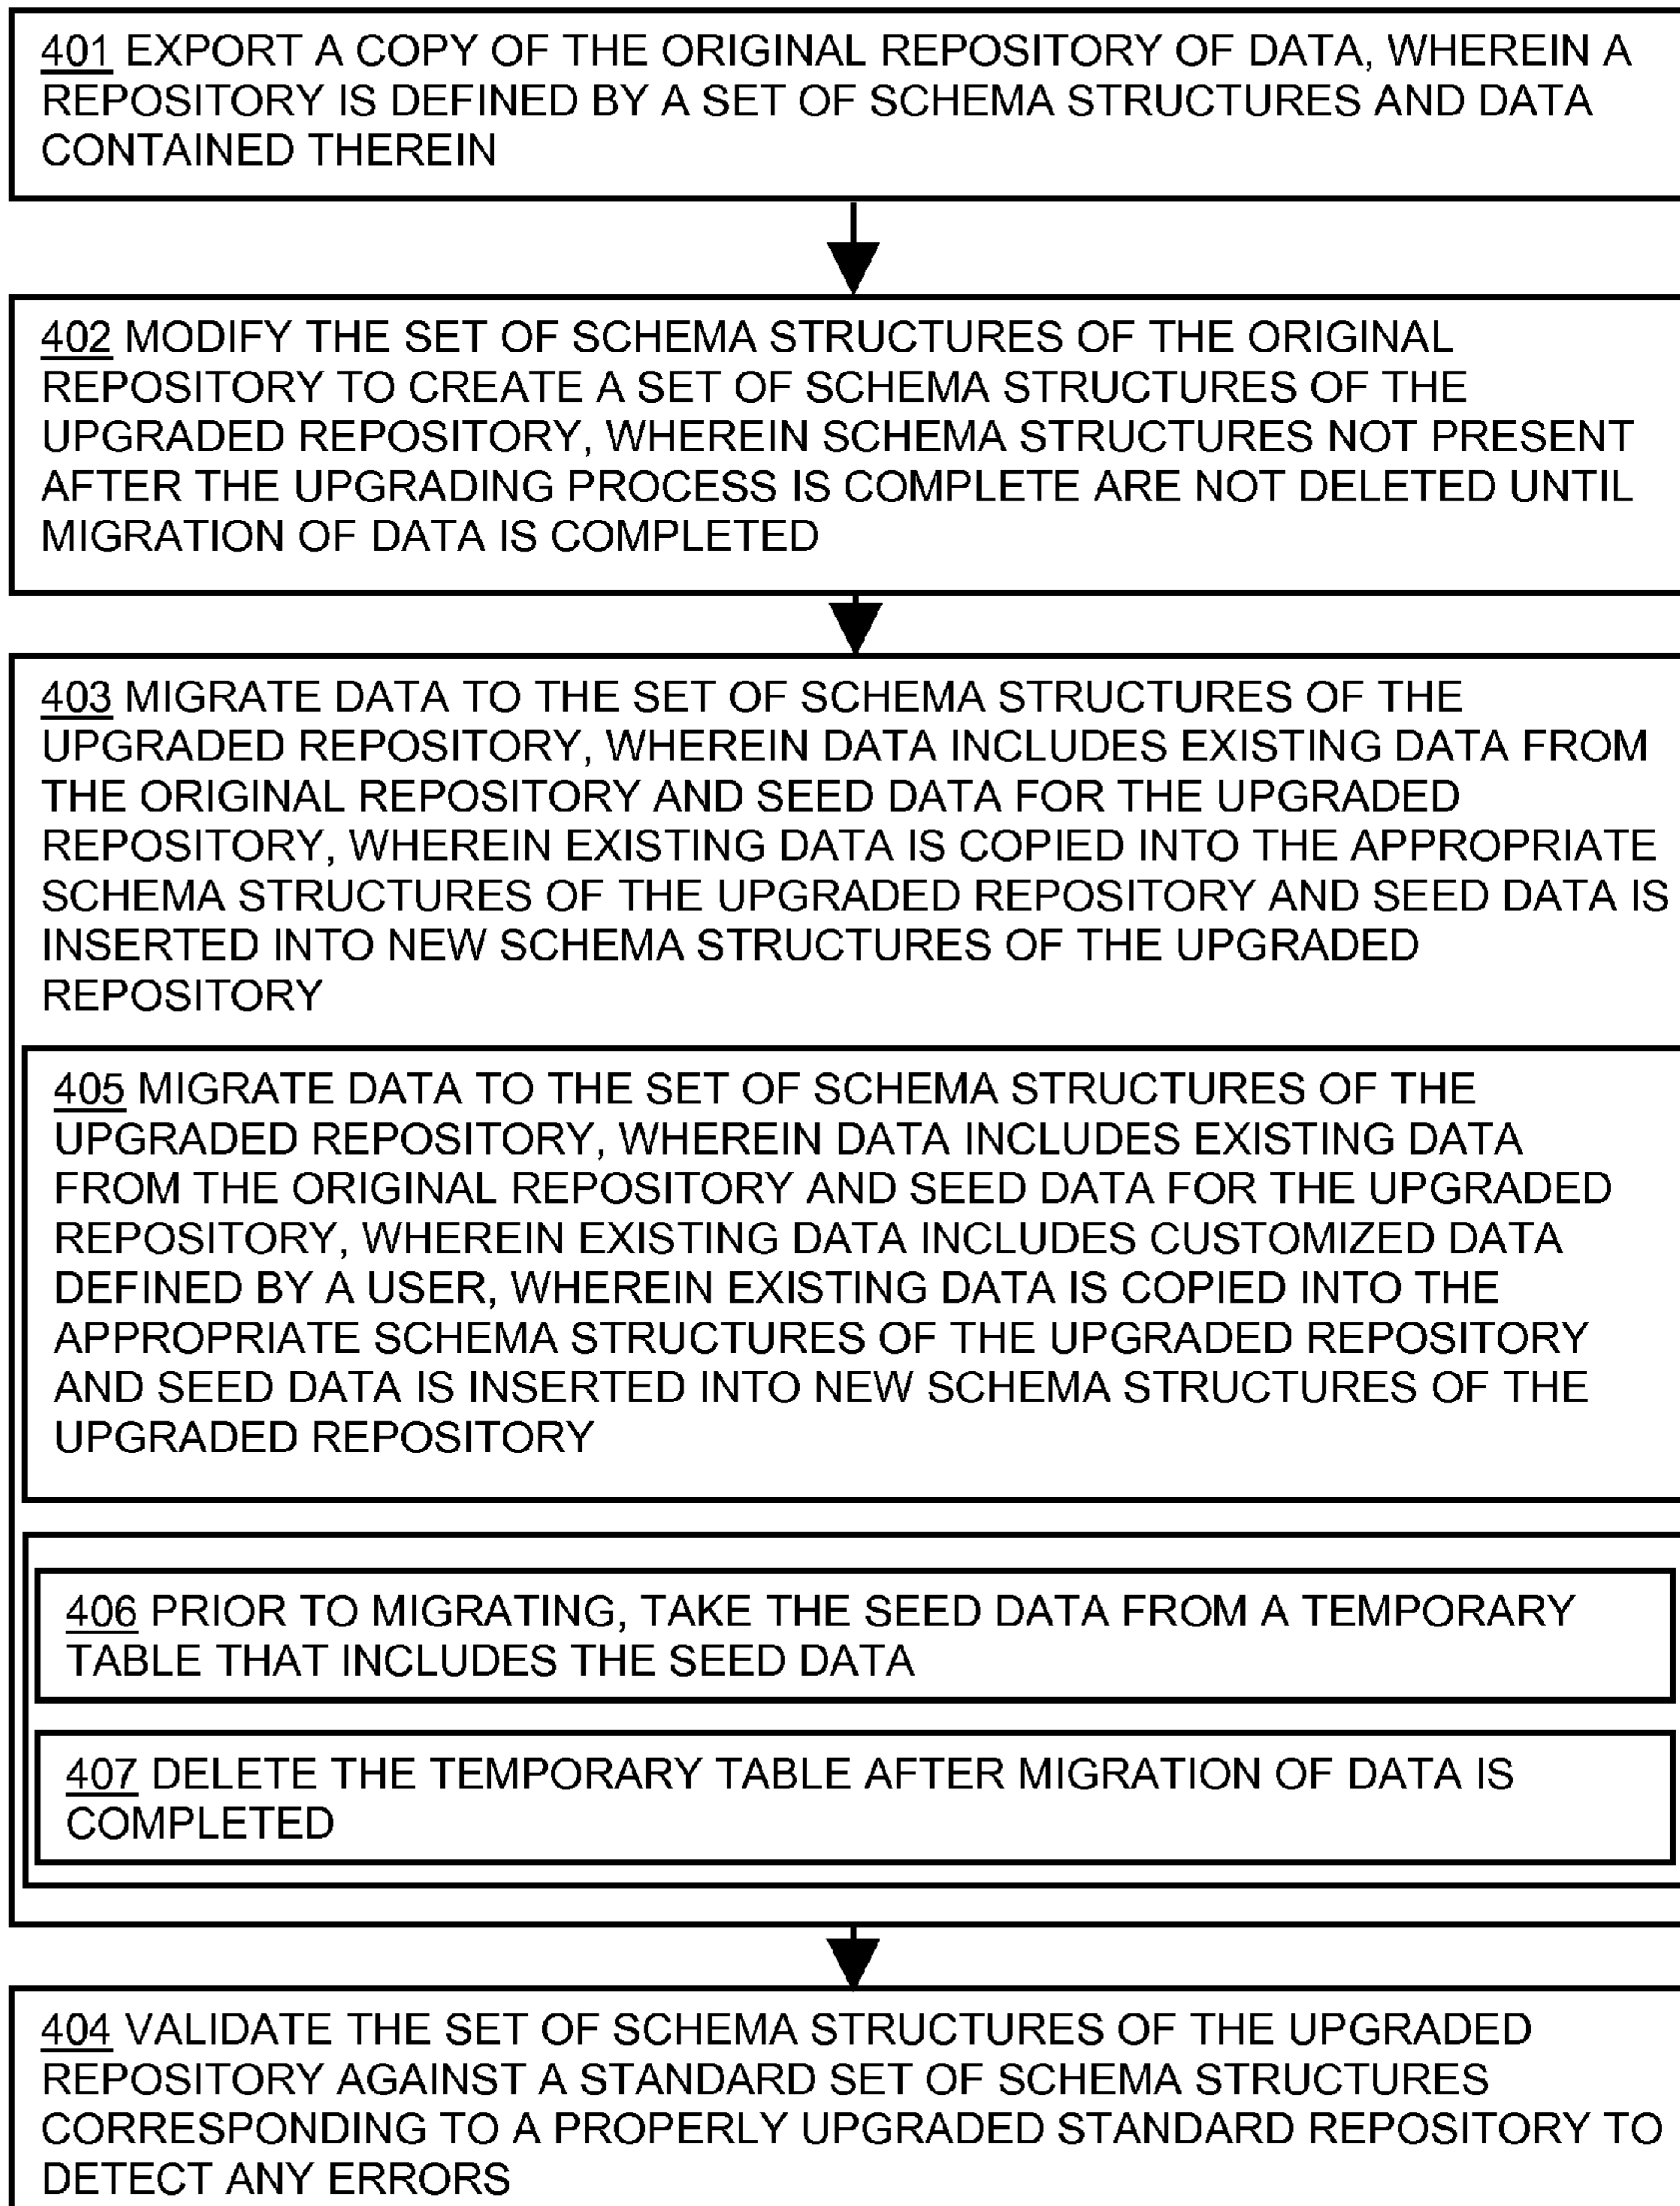 401 EXPORT A COPY OF THE ORIGINAL REPOSITORY OF DATA, WHEREIN A
REPOSITORY IS DEFINED BY A SET OF SCHEMA STRUCTURES AND DATA
CONTAINED THEREIN
402 MODIFY THE SET OF SCHEMA STRUCTURES OF THE ORIGINAL
REPOSITORY TO CREATE A SET OF SCHEMA STRUCTURES OF THE
UPGRADED REPOSITORY, WHEREIN SCHEMA STRUCTURES NOT PRESENT
AFTER THE UPGRADING PROCESS IS COMPLETE ARE NOT DELETED UNTIL
MIGRATION OF DATA IS COMPLETED
403 MIGRATE DATA TO THE SET OF SCHEMA STRUCTURES OF THE
UPGRADED REPOSITORY, WHEREIN DATA INCLUDES EXISTING DATA FROM
THE ORIGINAL REPOSITORY AND SEED DATA FOR THE UPGRADED
REPOSITORY, WHEREIN EXISTING DATA IS COPIED INTO THE APPROPRIATE
SCHEMA STRUCTURES OF THE UPGRADED REPOSITORY AND SEED DATA IS
INSERTED INTO NEW SCHEMA STRUCTURES OF THE UPGRADED
REPOSITORY
405 MIGRATE DATA TO THE SET OF SCHEMA STRUCTURES OF THE
UPGRADED REPOSITORY, WHEREIN DATA INCLUDES EXISTING DATA
FROM THE ORIGINAL REPOSITORY AND SEED DATA FOR THE UPGRADED
REPOSITORY, WHEREIN EXISTING DATA INCLUDES CUSTOMIZED DATA
DEFINED BY A USER, WHEREIN EXISTING DATA IS COPIED INTO THE
APPROPRIATE SCHEMA STRUCTURES OF THE UPGRADED REPOSITORY
AND SEED DATA IS INSERTED INTO NEW SCHEMA STRUCTURES OF THE
UPGRADED REPOSITORY
406 PRIOR TO MIGRATING, TAKE THE SEED DATA FROM A TEMPORARY
TABLE THAT INCLUDES THE SEED DATA
407 DELETE THE TEMPORARY TABLE AFTER MIGRATION OF DATA IS
COMPLETED
404 VALIDATE THE SET OF SCHEMA STRUCTURES OF THE UPGRADED
REPOSITORY AGAINST A STANDARD SET OF SCHEMA STRUCTURES
CORRESPONDING TO A PROPERLY UPGRADED STANDARD REPOSITORY TO
DETECT ANY ERRORS